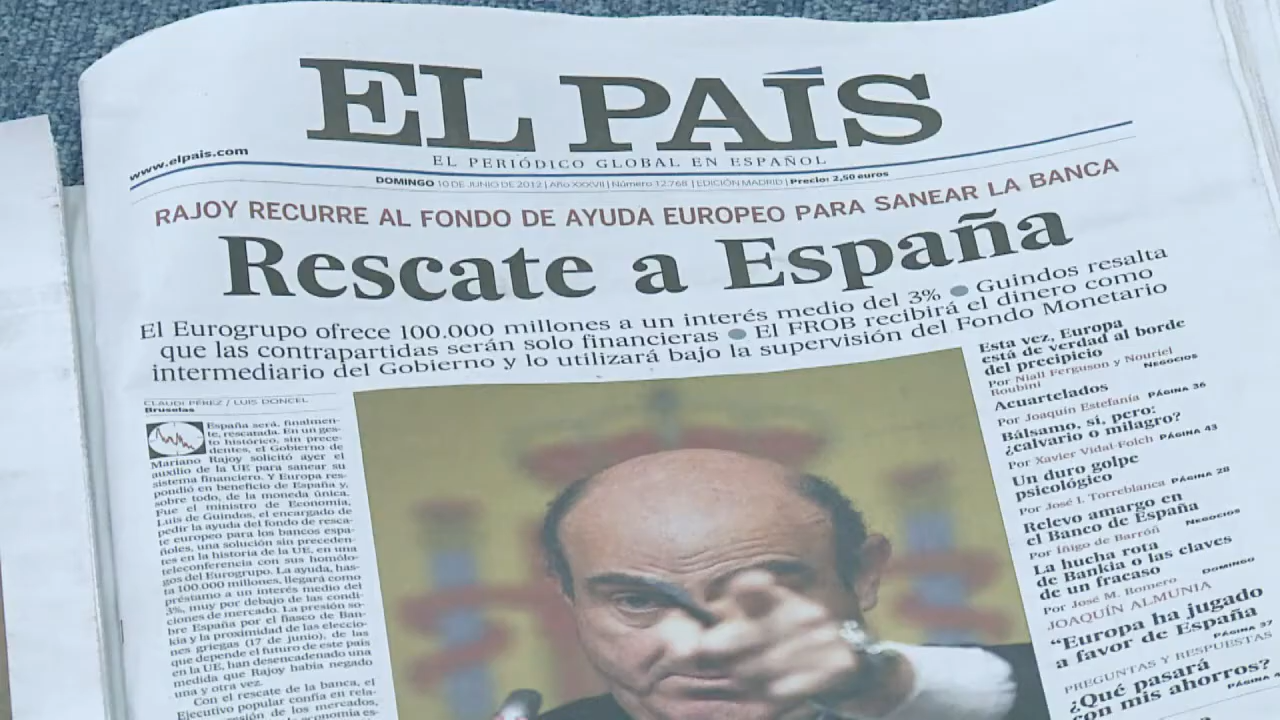 EL PAÍS
EL PERIÓDICO GLOBAL EN ESPAÑOL
www.elpais.com
DOMINGO 10 DE JUNIO DE 2012 | Año XXXVII | Número 12.768 | EDICIÓN MADRID | Precio: 2,50 euros
RAJOY RECURRE AL FONDO DE AYUDA EUROPEO PARA SANEAR LA BANCA
Rescate a España
El Eurogrupo ofrece 100.000 millones a un interés medio del 3% ● Guindos resalta
que las contrapartidas serán solo financieras ● El FROB recibirá el dinero como
intermediario del Gobierno y lo utilizará bajo la supervisión del Fondo Monetario
CLAUDI PÉREZ / LUIS DONCEL
Bruselas
España será, finalmen-
te, rescatada. En un ges-
to histórico, sin prece-
dentes, el Gobierno de
Mariano Rajoy solicitó ayer el
auxilio de la UE para sanear su
sistema financiero. Y Europa res-
pondió en beneficio de España y,
sobre todo, de la moneda única.
Fue el ministro de Economía,
Luis de Guindos, el encargado de
pedir la ayuda del fondo de resca-
te europeo para los bancos espa-
ñoles, una solución sin preceden-
tes en la historia de la UE, en una
teleconferencia con sus homólo-
gos del Eurogrupo. La ayuda, has-
ta 100.000 millones, llegará como
préstamo a un interés medio del
3%, muy por debajo de las condi-
ciones de mercado. La presión so-
bre España por el fiasco de Ban-
kia y la proximidad de las eleccio-
nes griegas (17 de junio), de las
que depende el futuro de este país
en la UE, han desencadenado una
medida que Rajoy había negado
una y otra vez.
Con el rescate de la banca, el
Ejecutivo popular confía en rela-
presión de los mercados,
economía es-
Esta vez, Europa
está de verdad al borde
del precipicio
Por Niall Ferguson y Nouriel
Roubini NEGOCIOS
Acuartelados
Por Joaquín Estefanía PÁGINA 36
Bálsamo, sí, pero:
¿calvario o milagro?
Por Xavier Vidal-Folch PÁGINA 43
Un duro golpe
psicológico
Por José I. Torreblanca PÁGINA 28
Relevo amargo en
el Banco de España
Por Íñigo de Barrón NEGOCIOS
La hucha rota
de Bankia o las claves
de un fracaso
Por José M. Romero DOMINGO
JOAQUÍN ALMUNIA
“Europa ha jugado
a favor de España
PÁGINA 37
PREGUNTAS Y RESPUESTAS
¿Qué pasará
con mis ahorros?
PÁGINA